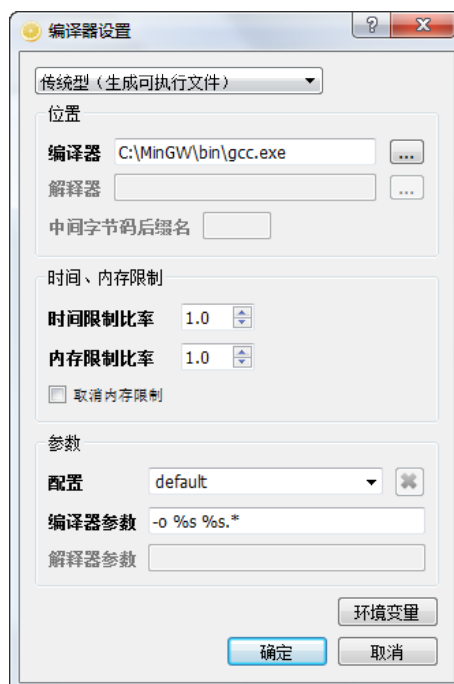 编译器设置
传统型（生成可执行文件）
位置
编译器 C:\MinGW\bin\gcc.exe ...
解释器 ...
中间字节码后缀名
时间、内存限制
时间限制比率 1.0
内存限制比率 1.0
取消内存限制
参数
配置 default
编译器参数 -o %s %s.*
解释器参数
环境变量
确定 取消